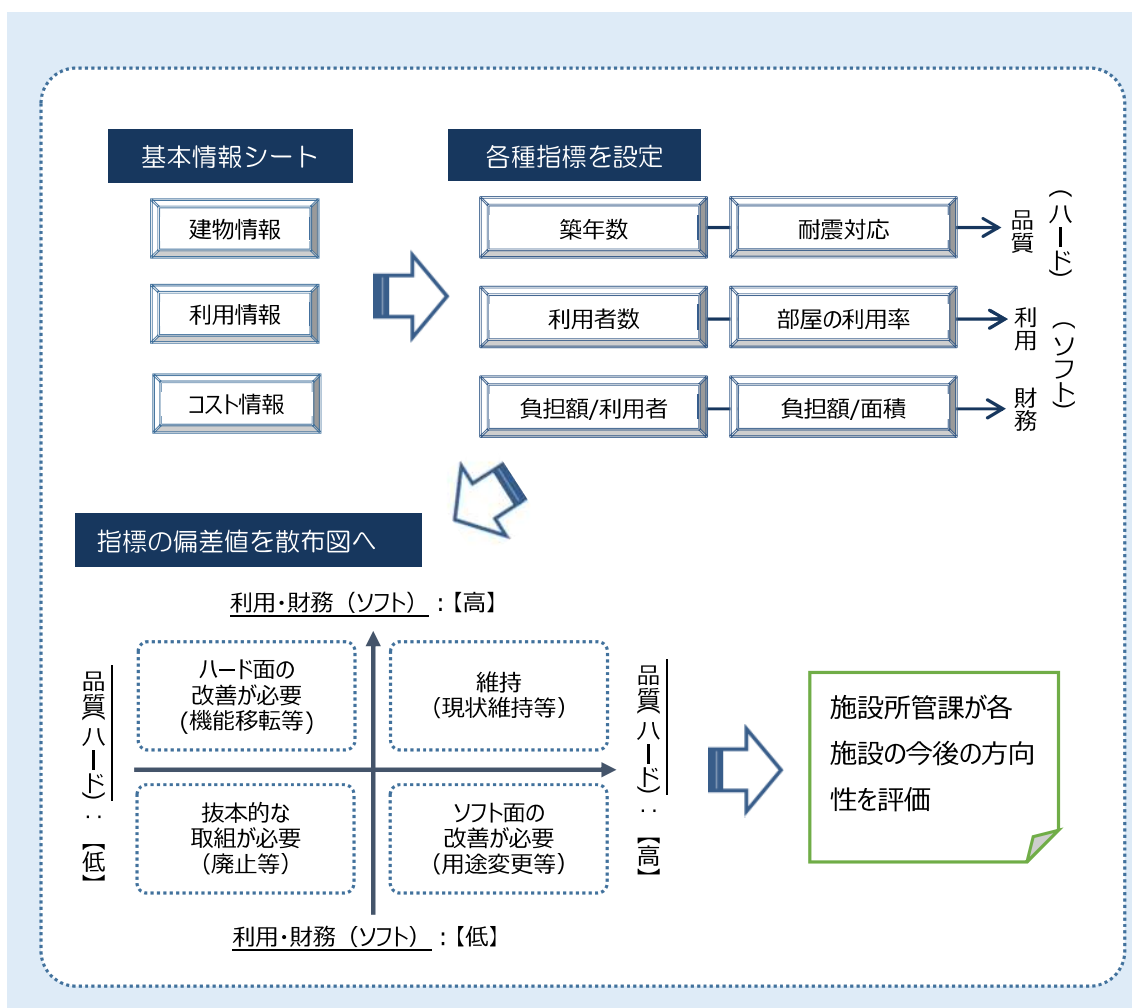 基本情報シート
建物情報
利用情報
コスト情報
各種指標を設定
築年数
耐震対応
品質
(ハード)
利用者数
部屋の利用率
利用
(ソフト)
負担額/利用者
負担額/面積
財務
指標の偏差値を散布図へ
利用・財務（ソフト）:【高】
品質(ハード):【低】
ハード面の
改善が必要
(機能移転等)
維持
(現状維持等)
抜本的な
取組が必要
(廃止等)
ソフト面の
改善が必要
(用途変更等)
品質(ハード):【高】
利用・財務（ソフト）:【低】
施設所管課が各
施設の今後の方向
性を評価